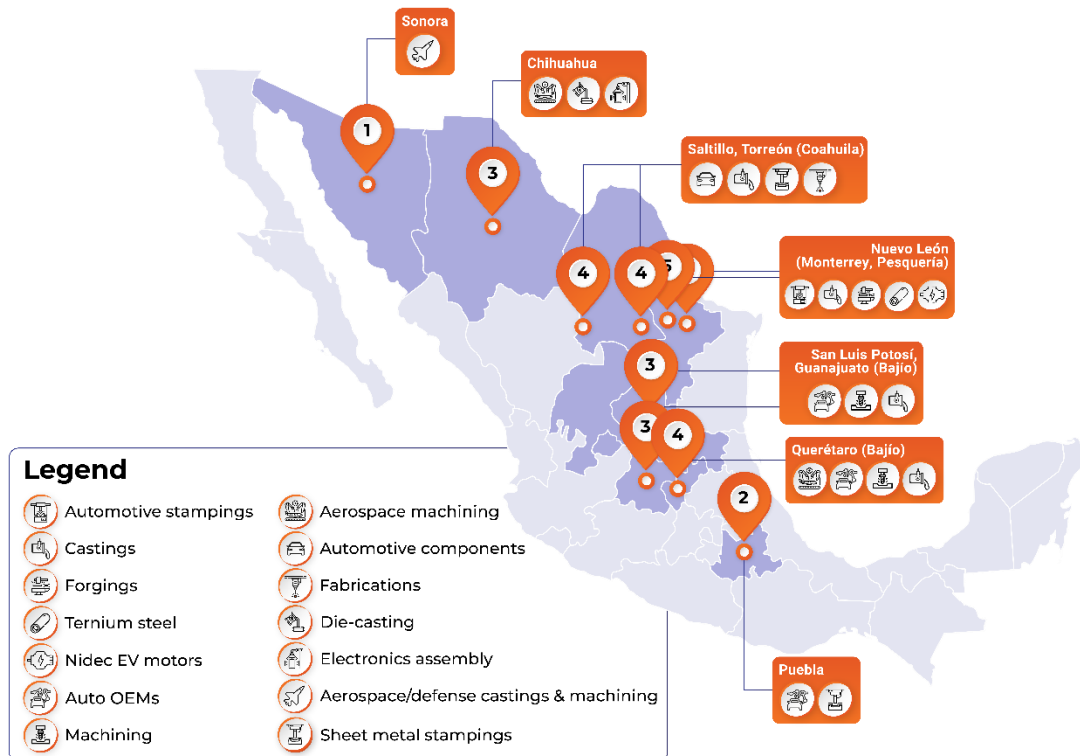 Sonora
1
Chihuahua
3
Saltillo, Torreón (Coahuila)
4
4
5
Nuevo León
(Monterrey, Pesquería)
San Luis Potosí,
Guanajuato (Bajío)
3
3
4
Querétaro (Bajío)
2
Puebla
Legend
Automotive stampings
Castings
Forgings
Ternium steel
Nidec EV motors
Auto OEMs
Machining
Aerospace machining
Automotive components
Fabrications
Die-casting
Electronics assembly
Aerospace/defense castings & machining
Sheet metal stampings